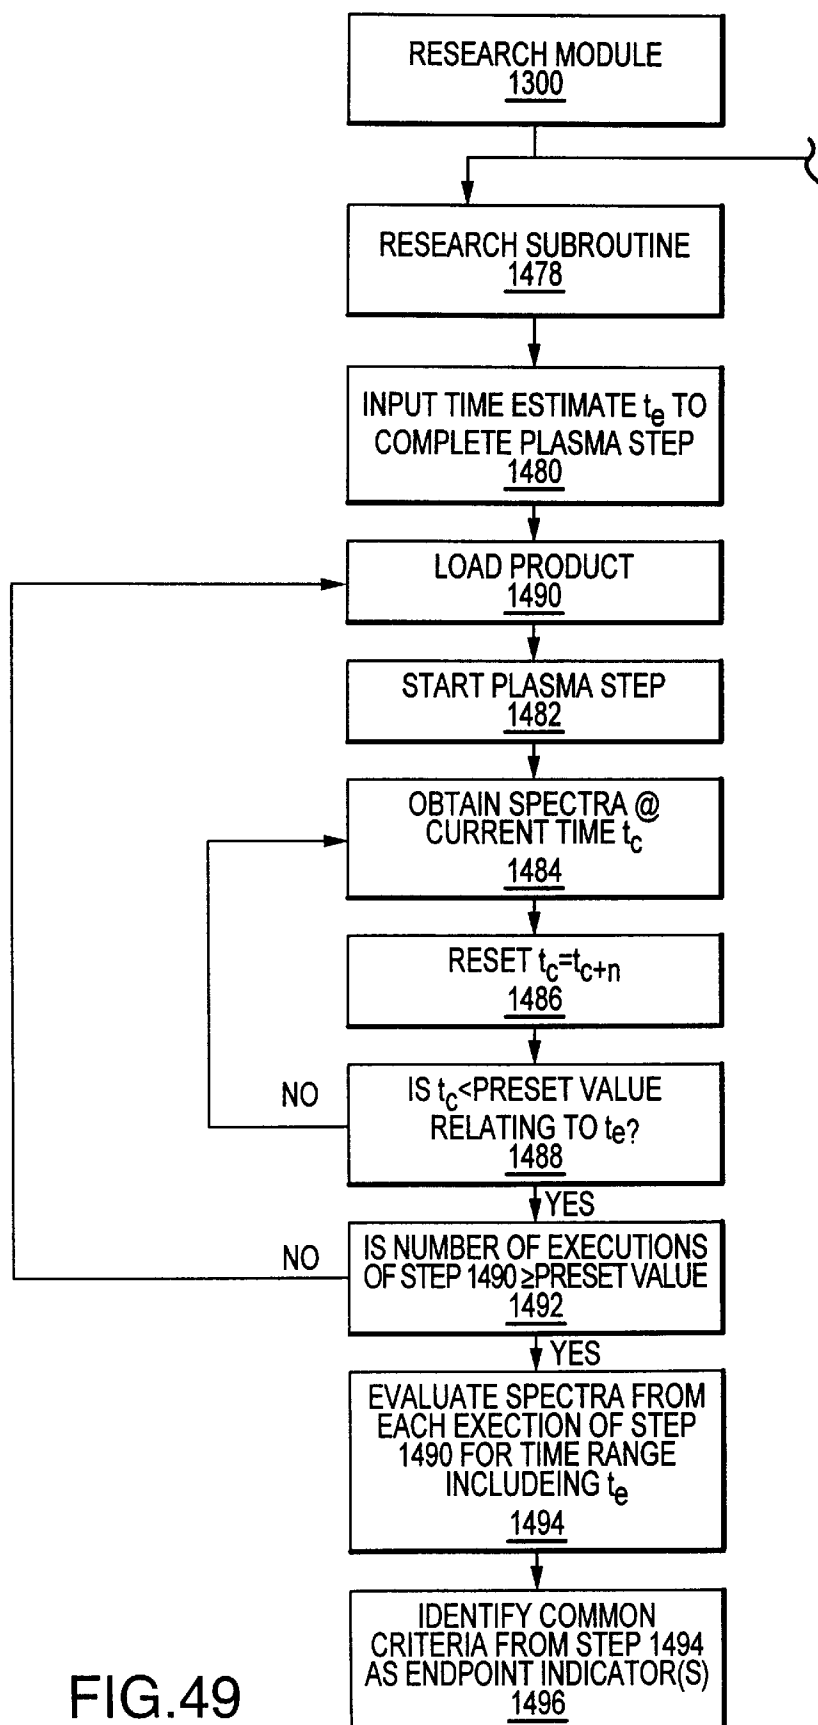 RESEARCH MODULE
1300
RESEARCH SUBROUTINE
1478
INPUT TIME ESTIMATE te TO
COMPLETE PLASMA STEP
1480
LOAD PRODUCT
1490
START PLASMA STEP
1482
OBTAIN SPECTRA @
CURRENT TIME tc
1484
RESET tc=tc+n
1486
NO
IS tc<PRESET VALUE
RELATING TO te?
1488
YES
NO
IS NUMBER OF EXECUTIONS
OF STEP 1490 ≥PRESET VALUE
1492
YES
EVALUATE SPECTRA FROM
EACH EXECTION OF STEP
1490 FOR TIME RANGE
INCLUDEING te
1494
IDENTIFY COMMON
CRITERIA FROM STEP 1494
AS ENDPOINT INDICATOR(S)
1496
FIG.49